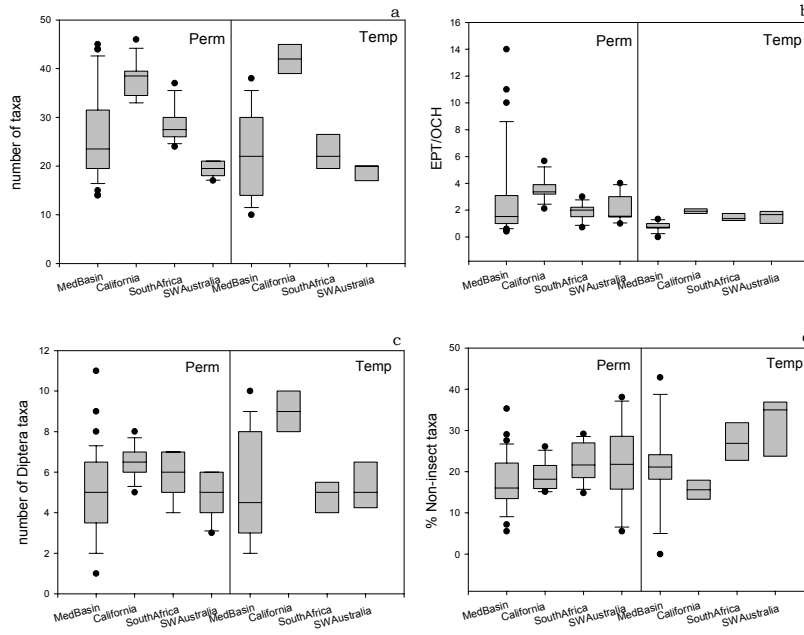 a
Perm
Temp
number of taxa
50
40
30
20
10
0
MedBasin
California
SouthAfrica
SWAustralia
MedBasin
California
SouthAfrica
SWAustralia
b
Perm
Temp
EPT/OCH
16
14
12
10
8
6
4
2
0
MedBasin
California
SouthAfrica
SWAustralia
MedBasin
California
SouthAfrica
SWAustralia
c
Perm
Temp
number of Diptera taxa
12
10
8
6
4
2
0
MedBasin
California
SouthAfrica
SWAustralia
MedBasin
California
SouthAfrica
SWAustralia
Perm
Temp
% Non-insect taxa
50
40
30
20
10
0
MedBasin
California
SouthAfrica
SWAustralia
MedBasin
California
SouthAfrica
SWAustralia